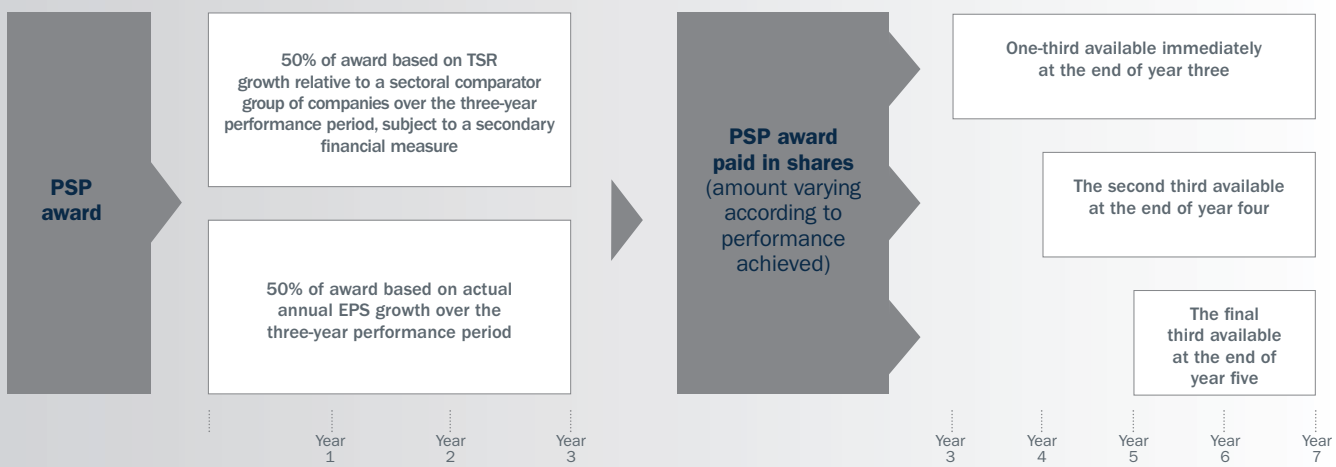 PSP
award
50% of award based on TSR
growth relative to a sectoral comparator
group of companies over the three-year
performance period, subject to a secondary
financial measure
50% of award based on actual
annual EPS growth over the
three-year performance period
PSP award
paid in shares
(amount varying
according to
performance
achieved)
One-third available immediately
at the end of year three
The second third available
at the end of year four
The final
third available
at the end of
year five
Year
1
Year
2
Year
3
Year
3
Year
4
Year
5
Year
6
Year
7